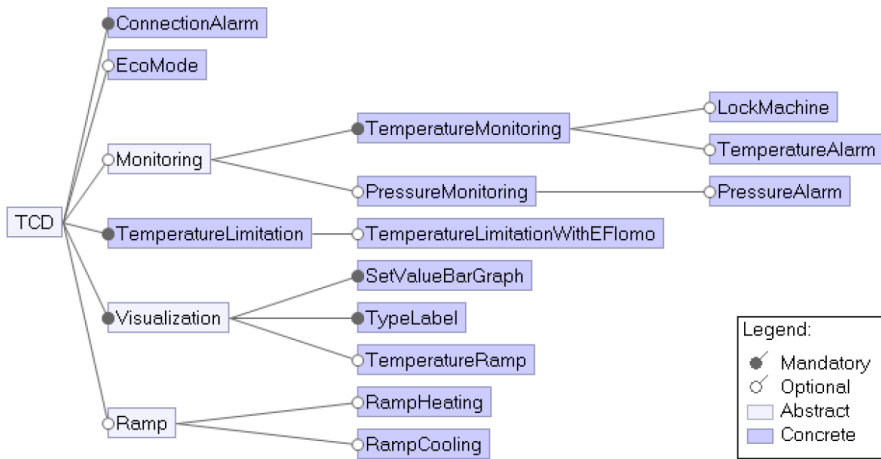 ConnectionAlarm
EcoMode
LockMachine
TemperatureMonitoring
TemperatureAlarm
Monitoring
PressureMonitoring
PressureAlarm
TCD
TemperatureLimitation
TemperatureLimitationWithEFlomo
SetValueBarGraph
Visualization
TypeLabel
TemperatureRamp
RampHeating
Ramp
RampCooling
Legend:
Mandatory
Optional
Abstract
Concrete